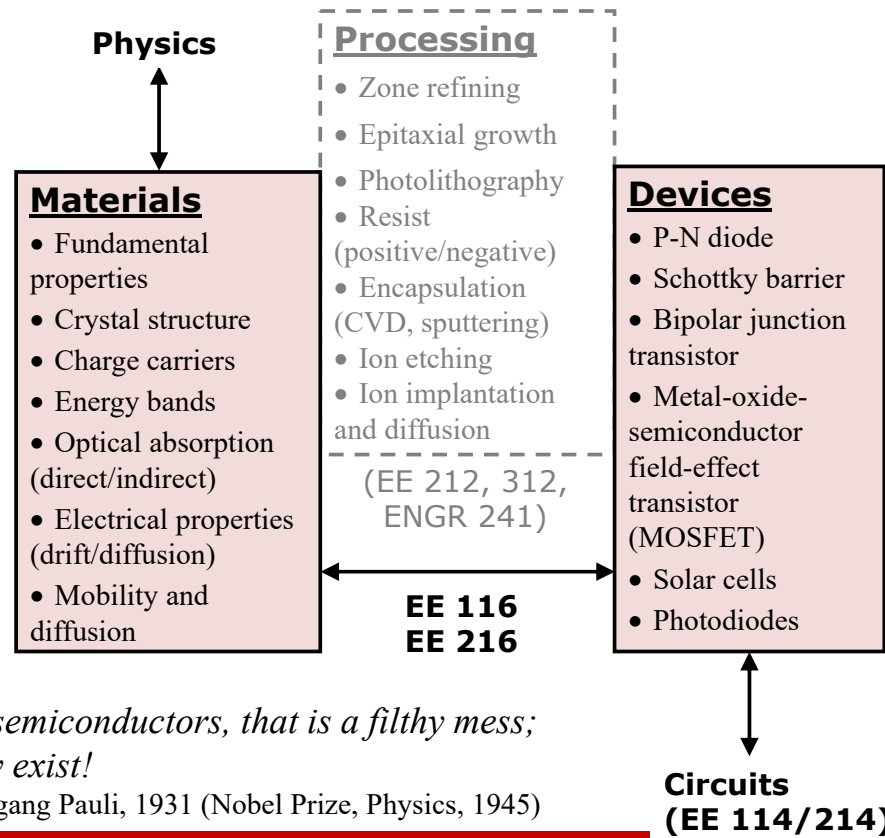 Physics
Processing
• Zone refining
• Epitaxial growth
• Photolithography
• Resist
(positive/negative)
• Encapsulation
(CVD, sputtering)
• Ion etching
• Ion implantation
and diffusion
(EE 212, 312,
ENGR 241)
Materials
• Fundamental
properties
• Crystal structure
• Charge carriers
• Energy bands
• Optical absorption
(direct/indirect)
• Electrical properties
(drift/diffusion)
• Mobility and
diffusion
EE 116
EE 216
Devices
• P-N diode
• Schottky barrier
• Bipolar junction
transistor
• Metal-oxide-
semiconductor
field-effect
transistor
(MOSFET)
• Solar cells
• Photodiodes
semiconductors, that is a filthy mess;
exist!
Pauli, 1931 (Nobel Prize, Physics, 1945)
Circuits
(EE 114/214)